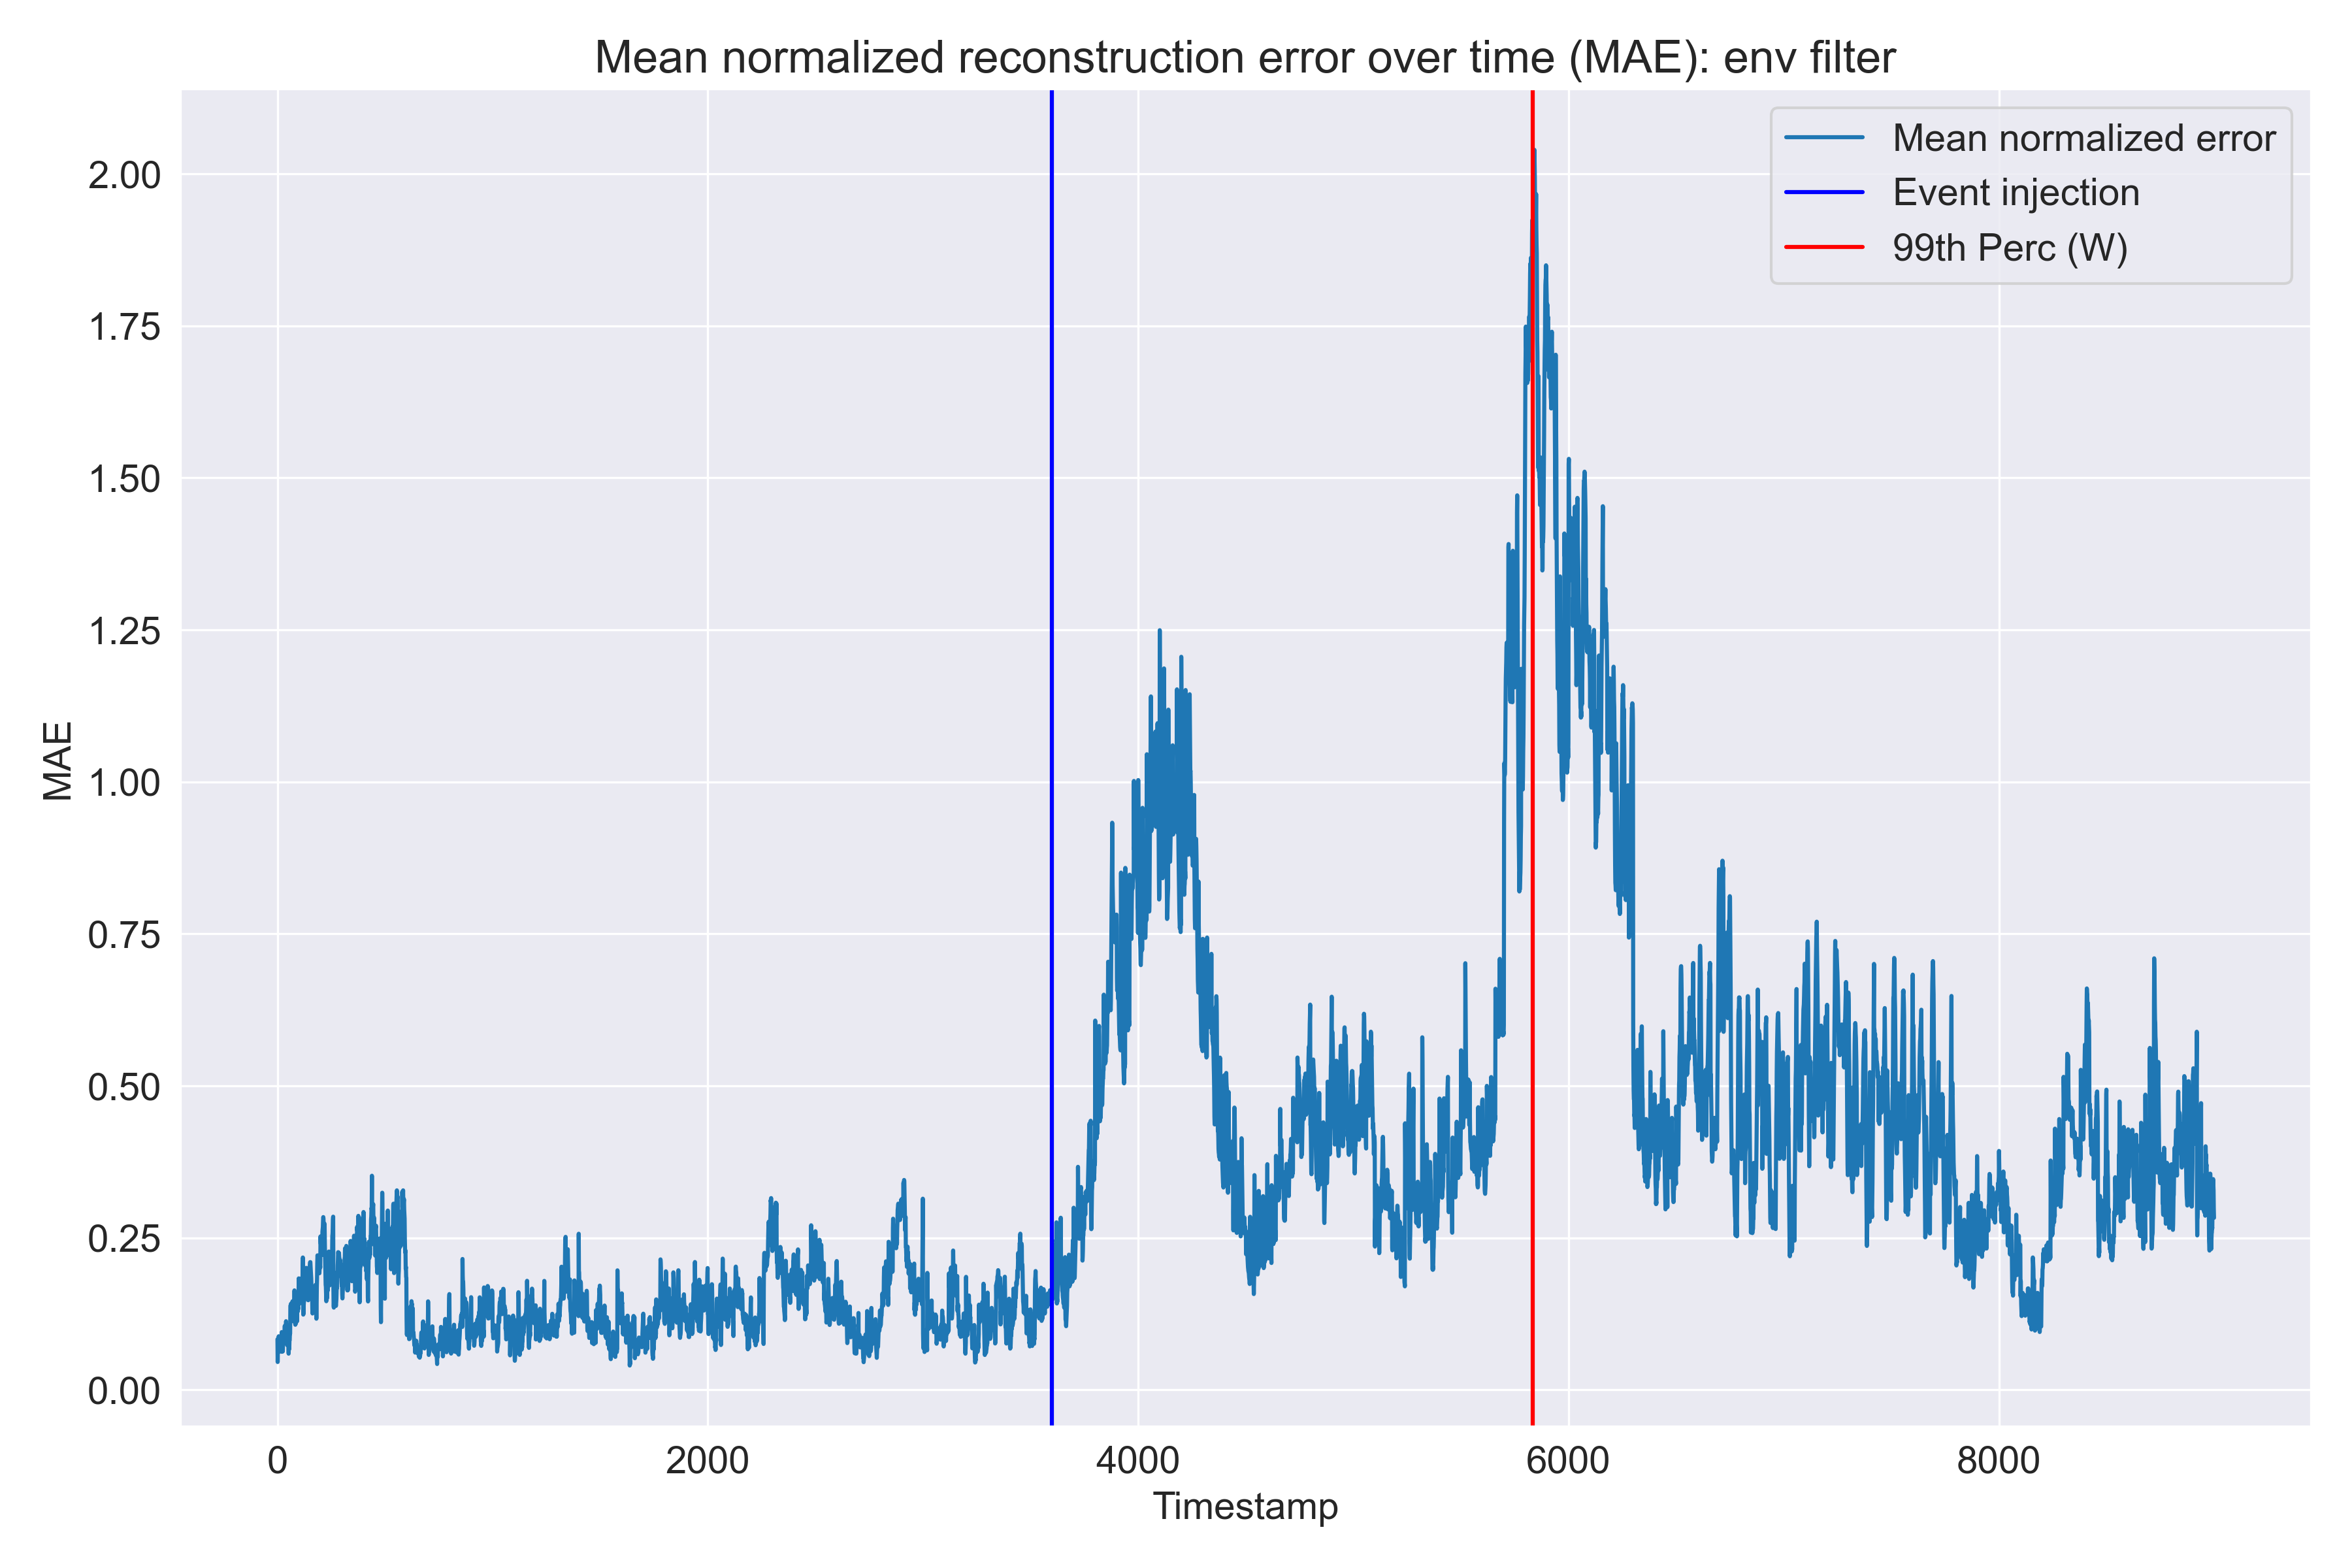 Mean normalized reconstruction error over time (MAE): env filter
Mean normalized error
Event injection
99th Perc (W)
MAE
2.00
1.75
1.50
1.25
1.00
0.75
0.50
0.25
0.00
0 2000 4000 6000 8000
Timestamp